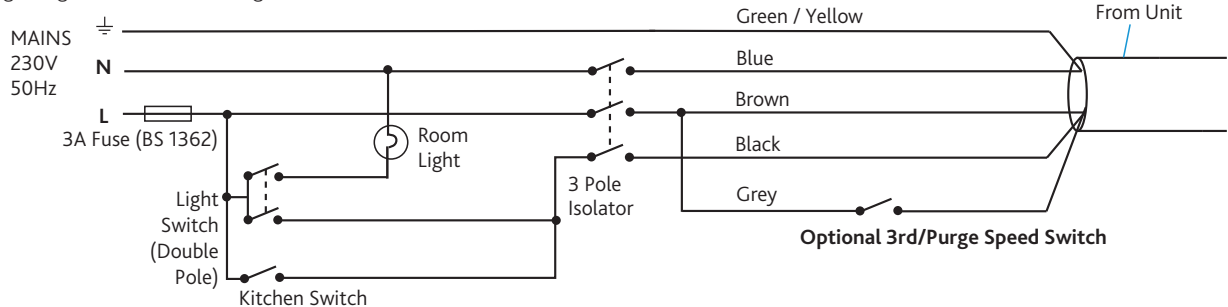 MAINS
230V
50Hz
N
L
3A Fuse (BS 1362)
Light
Switch
(Double
Pole)
Kitchen Switch
Room
Light
3 Pole
Isolator
Green / Yellow
Blue
Brown
Black
Grey
Optional 3rd/Purge Speed Switch
From Unit